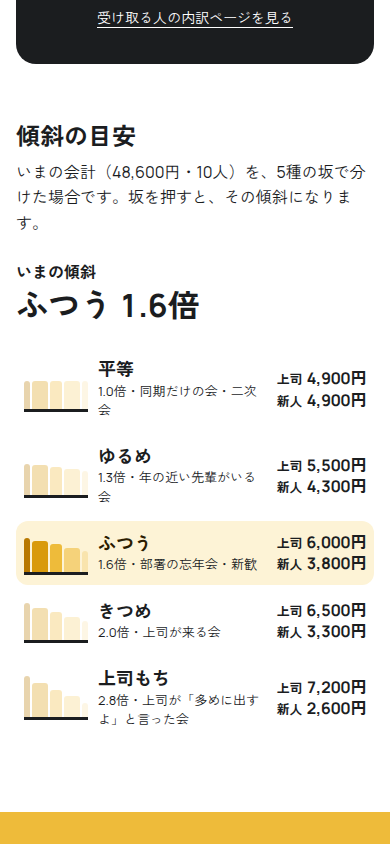 受け取る人の内訳ページを見る
傾斜の目安
いまの会計（48,600円・10人）を、5種の坂で分
けた場合です。坂を押すと、その傾斜になりま
す。
いまの傾斜
ふつう 1.6倍
平等
1.0倍・同期だけの会・二次
会
上司 4,900円
新人 4,900円
ゆるめ
1.3倍・年の近い先輩がいる
会
上司 5,500円
新人 4,300円
ふつう
1.6倍・部署の忘年会・新歓
上司 6,000円
新人 3,800円
きつめ
2.0倍・上司が来る会
上司 6,500円
新人 3,300円
上司もち
2.8倍・上司が「多めに出す
よ」と言った会
上司 7,200円
新人 2,600円